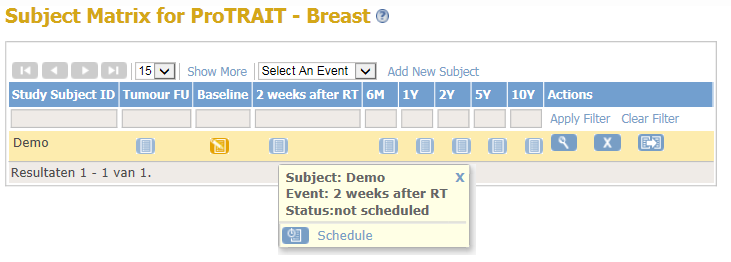 Subject Matrix for ProTRAIT - Breast ?
15 Show More Select An Event Add New Subject
Study Subject ID Tumour FU Baseline 2 weeks after RT 6M 1Y 2Y 5Y 10Y Actions
Apply Filter Clear Filter
Demo X
Resultaten 1 - 1 van 1.
Subject: Demo X
Event: 2 weeks after RT
Status:not scheduled
Schedule